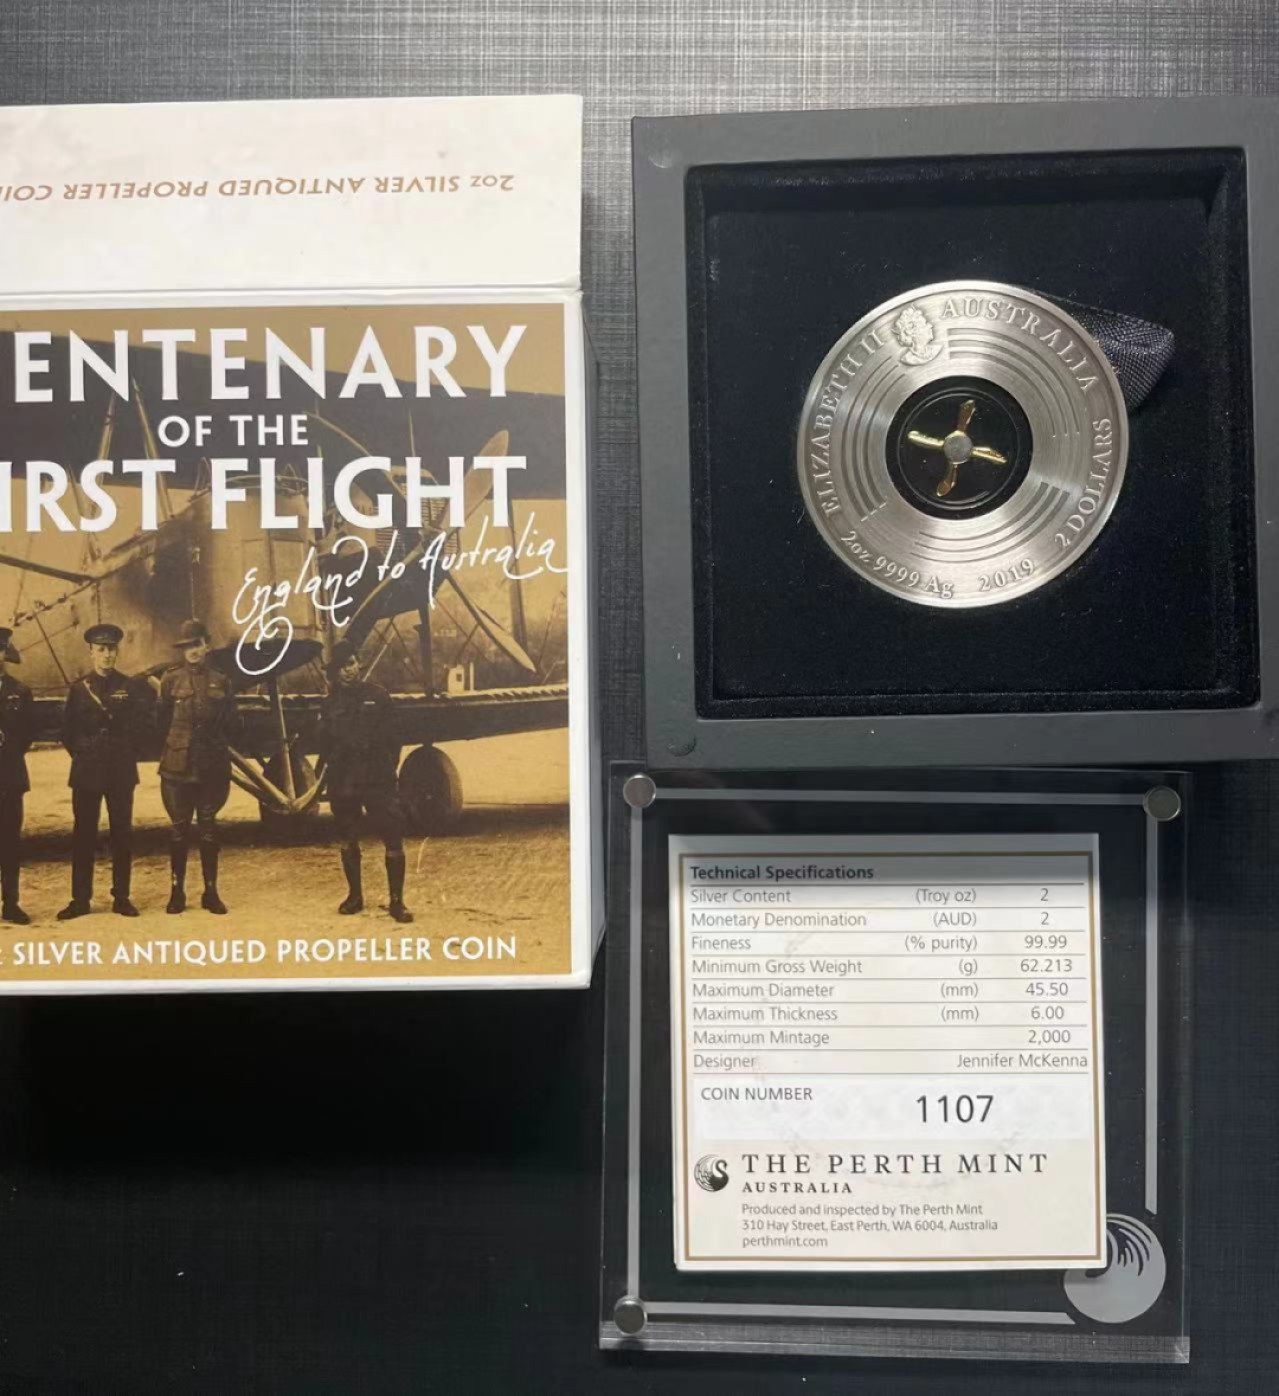 2oz SILVER ANTIQUED PROPELLER COI
ENTENARY
OF THE
IRST FLIGHT
England to Australia
SILVER ANTIQUED PROPELLER COIN
ELIZABETH II AUSTRALIA 2 DOLLARS
2oz 9999 Ag 2019
Technical Specifications
Silver Content (Troy oz) 2
Monetary Denomination (AUD) 2
Fineness (% purity) 99.99
Minimum Gross Weight (g) 62.213
Maximum Diameter (mm) 45.50
Maximum Thickness (mm) 6.00
Maximum Mintage 2,000
Designer Jennifer McKenna
COIN NUMBER 1107
THE PERTH MINT
AUSTRALIA
Produced and inspected by The Perth Mint
310 Hay Street, East Perth, WA 6004, Australia
perthmint.com